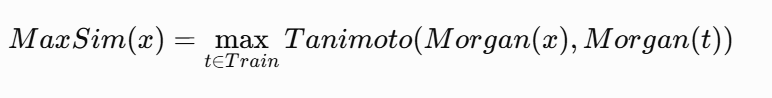 MaxSim(x) = max Tanimoto(Morgan(x), Morgan(t))
t∈Train